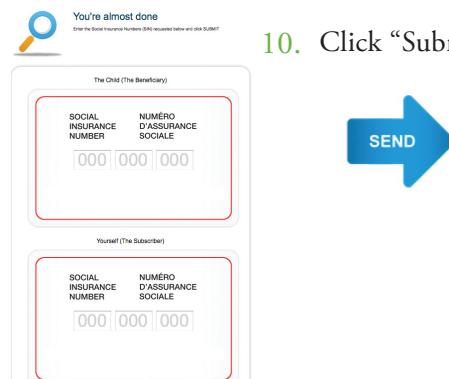 You're almost done
Enter the Social Insurance Numbers (SIN) requested below and click SUBMIT
10. Click “Subm
The Child (The Beneficiary)
SOCIAL INSURANCE NUMBER
NUMÉRO D'ASSURANCE SOCIALE
000 000 000
SEND
Yourself (The Subscriber)
SOCIAL INSURANCE NUMBER
NUMÉRO D'ASSURANCE SOCIALE
000 000 000